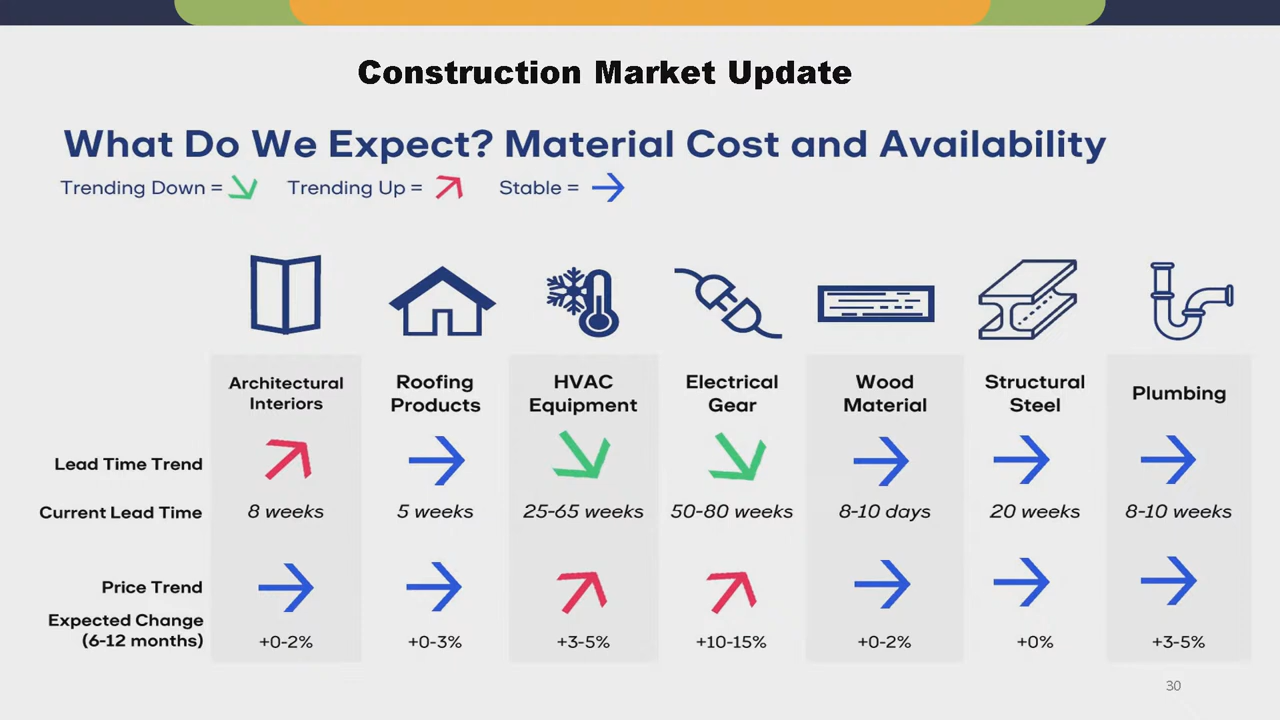 Construction Market Update
What Do We Expect? Material Cost and Availability
Trending Down = Trending Up = Stable =
Architectural Interiors
Roofing Products
HVAC Equipment
Electrical Gear
Wood Material
Structural Steel
Plumbing
Lead Time Trend
Current Lead Time 8 weeks 5 weeks 25-65 weeks 50-80 weeks 8-10 days 20 weeks 8-10 weeks
Price Trend
Expected Change
(6-12 months) +0-2% +0-3% +3-5% +10-15% +0-2% +0% +3-5%
30